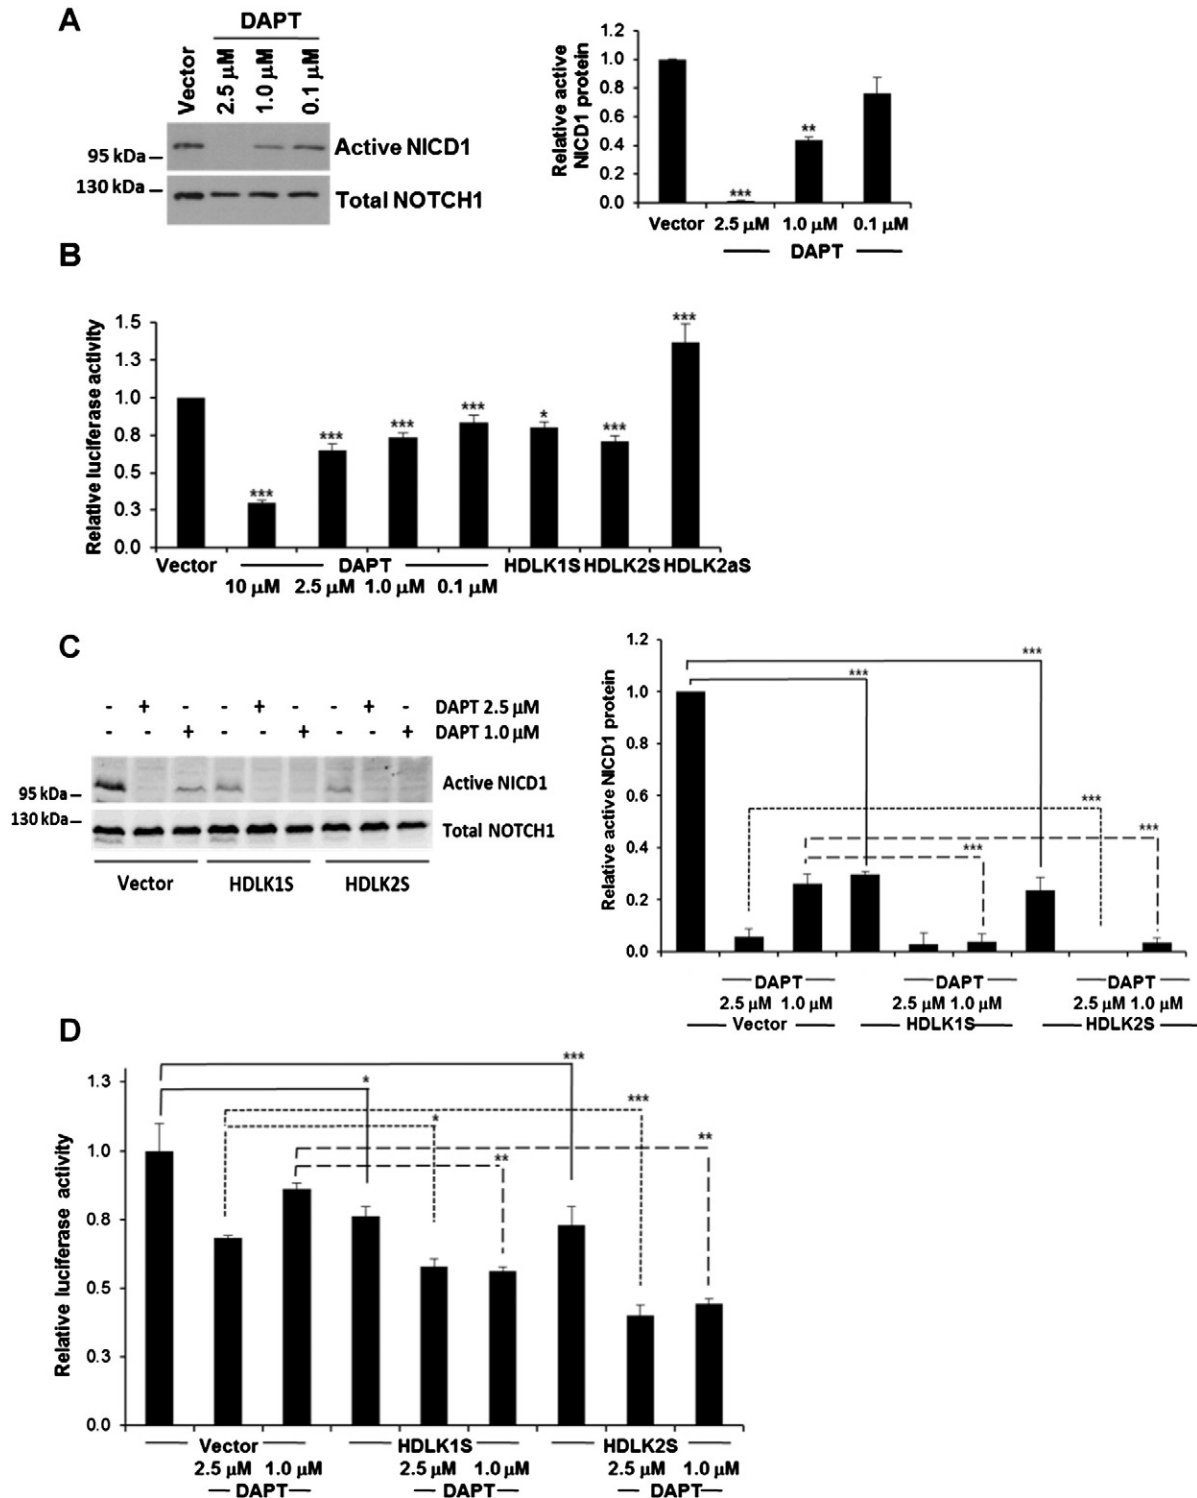 A
DAPT
Vector
2.5 μM
1.0 μM
0.1 μM
95 kDa
Active NICD1
130 kDa
Total NOTCH1
Relative active
NICD1 protein
1.2
1.0
0.8
0.6
0.4
0.2
0.0
***
**
Vector 2.5 μM 1.0 μM 0.1 μM
DAPT
B
Relative luciferase activity
1.5
1.3
1.0
0.8
0.5
0.3
0.0
***
***
***
***
*
***
***
Vector DAPT HDLK1S HDLK2S HDLK2aS
10 μM 2.5 μM 1.0 μM 0.1 μM
C
- + - - + - - + - DAPT 2.5 μM
- - + - - + - - + DAPT 1.0 μM
95 kDa
Active NICD1
130 kDa
Total NOTCH1
Vector HDLK1S HDLK2S
Relative active NICD1 protein
1.2
1.0
0.8
0.6
0.4
0.2
0.0
***
***
***
***
***
DAPT DAPT DAPT
2.5 μM 1.0 μM 2.5 μM 1.0 μM 2.5 μM 1.0 μM
Vector HDLK1S HDLK2S
D
Relative luciferase activity
1.3
1.0
0.8
0.5
0.3
0.0
***
*
***
*
**
**
Vector HDLK1S HDLK2S
2.5 μM 1.0 μM 2.5 μM 1.0 μM 2.5 μM 1.0 μM
DAPT DAPT DAPT